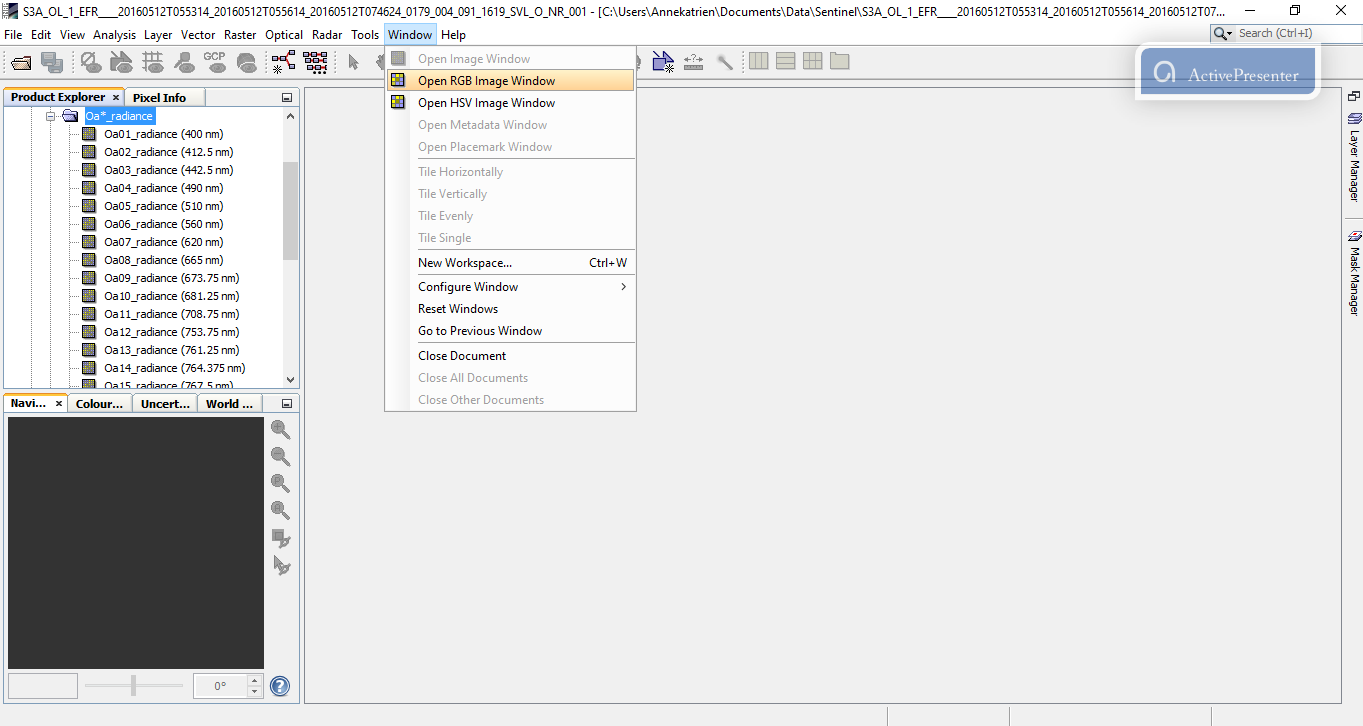 S3A_OL_1_EFR____20160512T055314_20160512T055614_20160512T074624_0179_004_091_1619_SVL_O_NR_001 - [C:\Users\Annekatrien\Documents\Data\Sentinel\S3A_OL_1_EFR____20160512T055314_20160512T055614_20160512T07...
File Edit View Analysis Layer Vector Raster Optical Radar Tools Window Help
Search (Ctrl+I)
GCP
ActivePresenter
Open Image Window
Open RGB Image Window
Open HSV Image Window
Open Metadata Window
Open Placemark Window
Tile Horizontally
Tile Vertically
Tile Evenly
Tile Single
New Workspace... Ctrl+W
Configure Window
Reset Windows
Go to Previous Window
Close Document
Close All Documents
Close Other Documents
Product Explorer × Pixel Info
Oa*_radiance
Oa01_radiance (400 nm)
Oa02_radiance (412.5 nm)
Oa03_radiance (442.5 nm)
Oa04_radiance (490 nm)
Oa05_radiance (510 nm)
Oa06_radiance (560 nm)
Oa07_radiance (620 nm)
Oa08_radiance (665 nm)
Oa09_radiance (673.75 nm)
Oa10_radiance (681.25 nm)
Oa11_radiance (708.75 nm)
Oa12_radiance (753.75 nm)
Oa13_radiance (761.25 nm)
Oa14_radiance (764.375 nm)
Oa15_radiance (767.5 nm)
Navi... × Colour... Uncert... World ...
0°
Layer Manager
Mask Manager